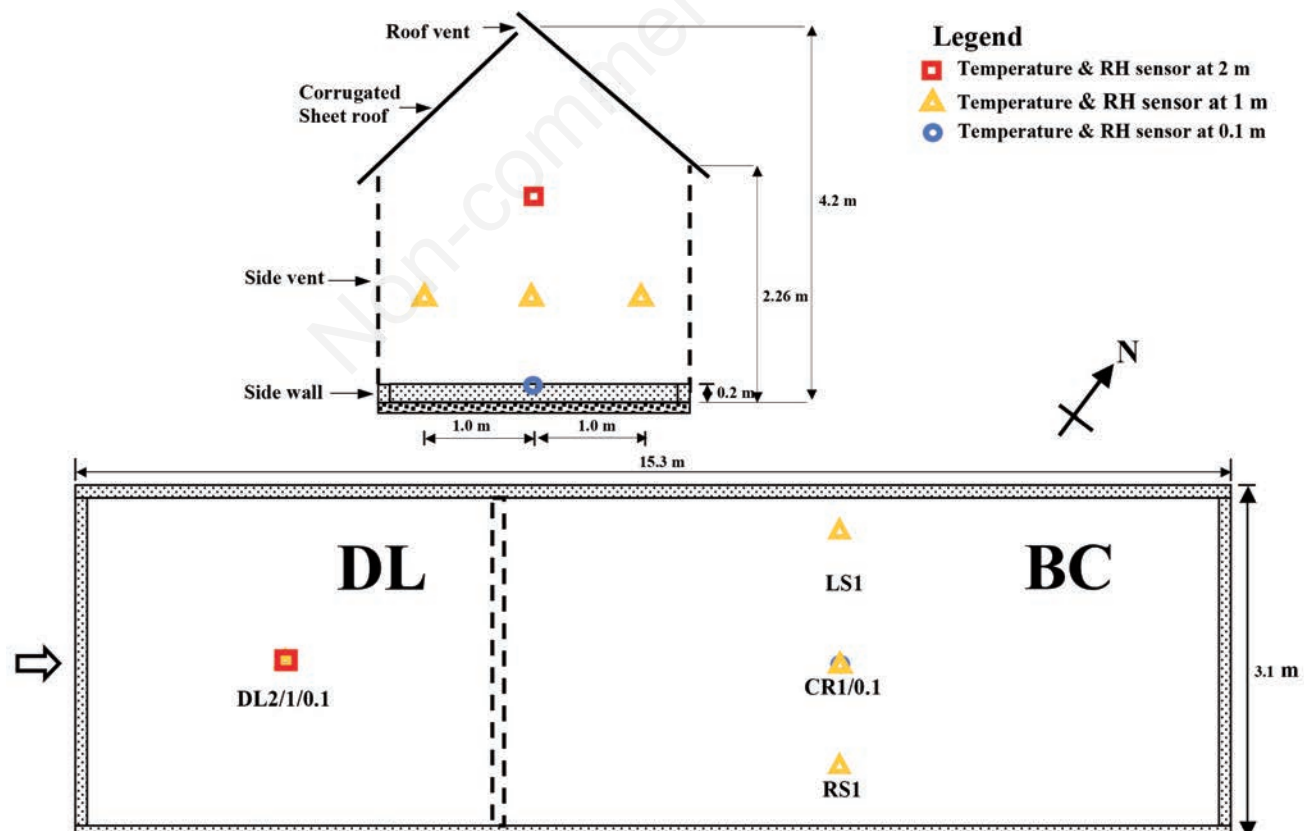 Roof vent
Corrugated
Sheet roof
Side vent
Side wall
4.2 m
2.26 m
0.2 m
1.0 m
1.0 m
Legend
Temperature & RH sensor at 2 m
Temperature & RH sensor at 1 m
Temperature & RH sensor at 0.1 m
N
15.3 m
DL
BC
LS1
DL2/1/0.1
CR1/0.1
RS1
3.1 m
Non-commer